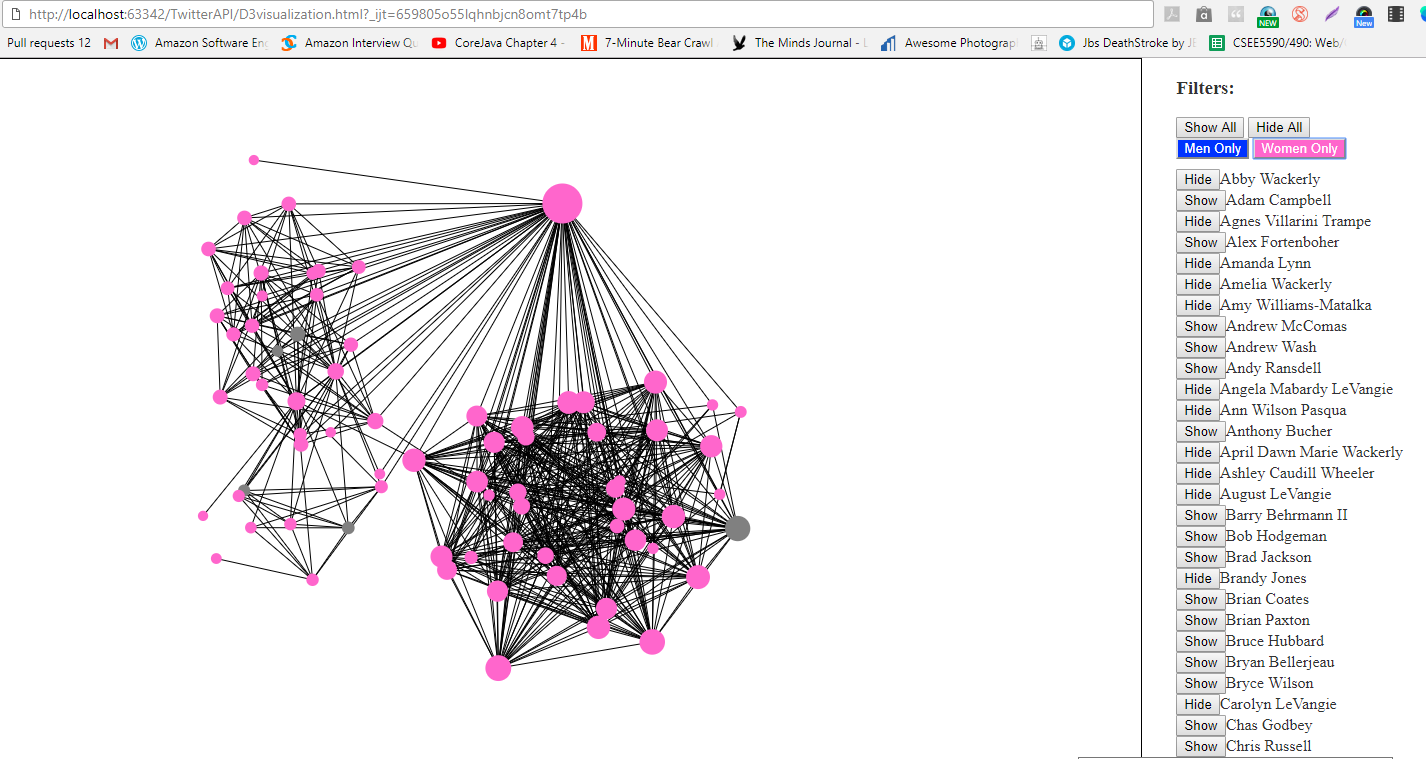 http://localhost:63342/TwitterAPI/D3visualization.html?_ijt=659805o55lqhnbjcn8omt7tp4b
NEW New
Pull requests 12 Amazon Software Eng Amazon Interview Qu CoreJava Chapter 4 - M 7-Minute Bear Crawl The Minds Journal - L Awesome Photograp Jbs DeathStroke by JE CSEE5590/490: Web/
Filters:
Show All Hide All
Men Only Women Only
Hide Abby Wackerly
Show Adam Campbell
Hide Agnes Villarini Trampe
Show Alex Fortenboher
Hide Amanda Lynn
Hide Amelia Wackerly
Hide Amy Williams-Matalka
Show Andrew McComas
Show Andrew Wash
Show Andy Ransdell
Hide Angela Mabardy LeVangie
Hide Ann Wilson Pasqua
Show Anthony Bucher
Hide April Dawn Marie Wackerly
Hide Ashley Caudill Wheeler
Hide August LeVangie
Show Barry Behrmann II
Show Bob Hodgeman
Show Brad Jackson
Hide Brandy Jones
Show Brian Coates
Show Brian Paxton
Show Bruce Hubbard
Show Bryan Bellerjeau
Show Bryce Wilson
Hide Carolyn LeVangie
Show Chas Godbey
Show Chris Russell